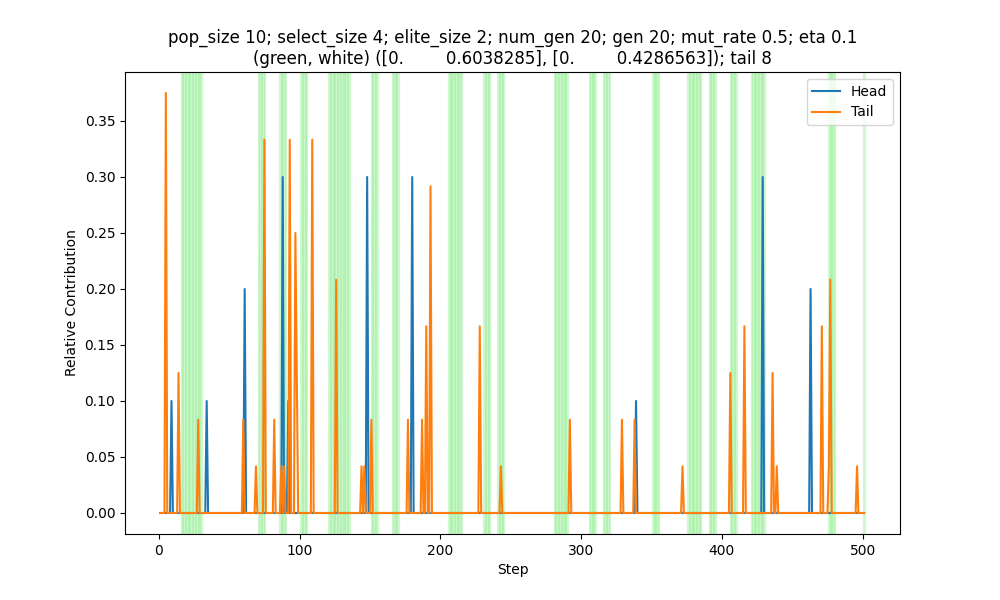 pop_size 10; select_size 4; elite_size 2; num_gen 20; gen 20; mut_rate 0.5; eta 0.1
(green, white) ([0. 0.6038285], [0. 0.4286563]); tail 8
Head
Tail
0.35
0.30
0.25
0.20
0.15
0.10
0.05
0.00
Relative Contribution
0 100 200 300 400 500
Step